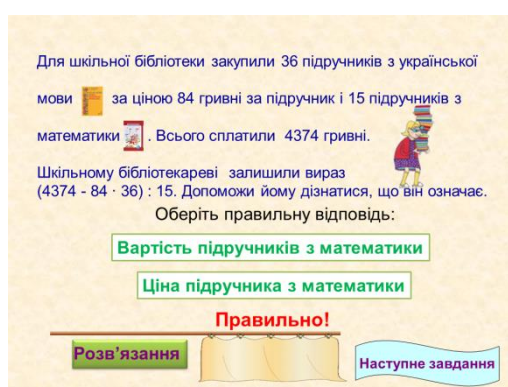 Для шкільної бібліотеки закупили 36 підручників з української
мови за ціною 84 гривні за підручник і 15 підручників з
математики . Всього сплатили 4374 гривні.
Шкільному бібліотекареві залишили вираз
(4374 - 84 · 36) : 15. Допоможи йому дізнатися, що він означає.
Оберіть правильну відповідь:
Вартість підручників з математики
Ціна підручника з математики
Правильно!
Розв’язання
Наступне завдання